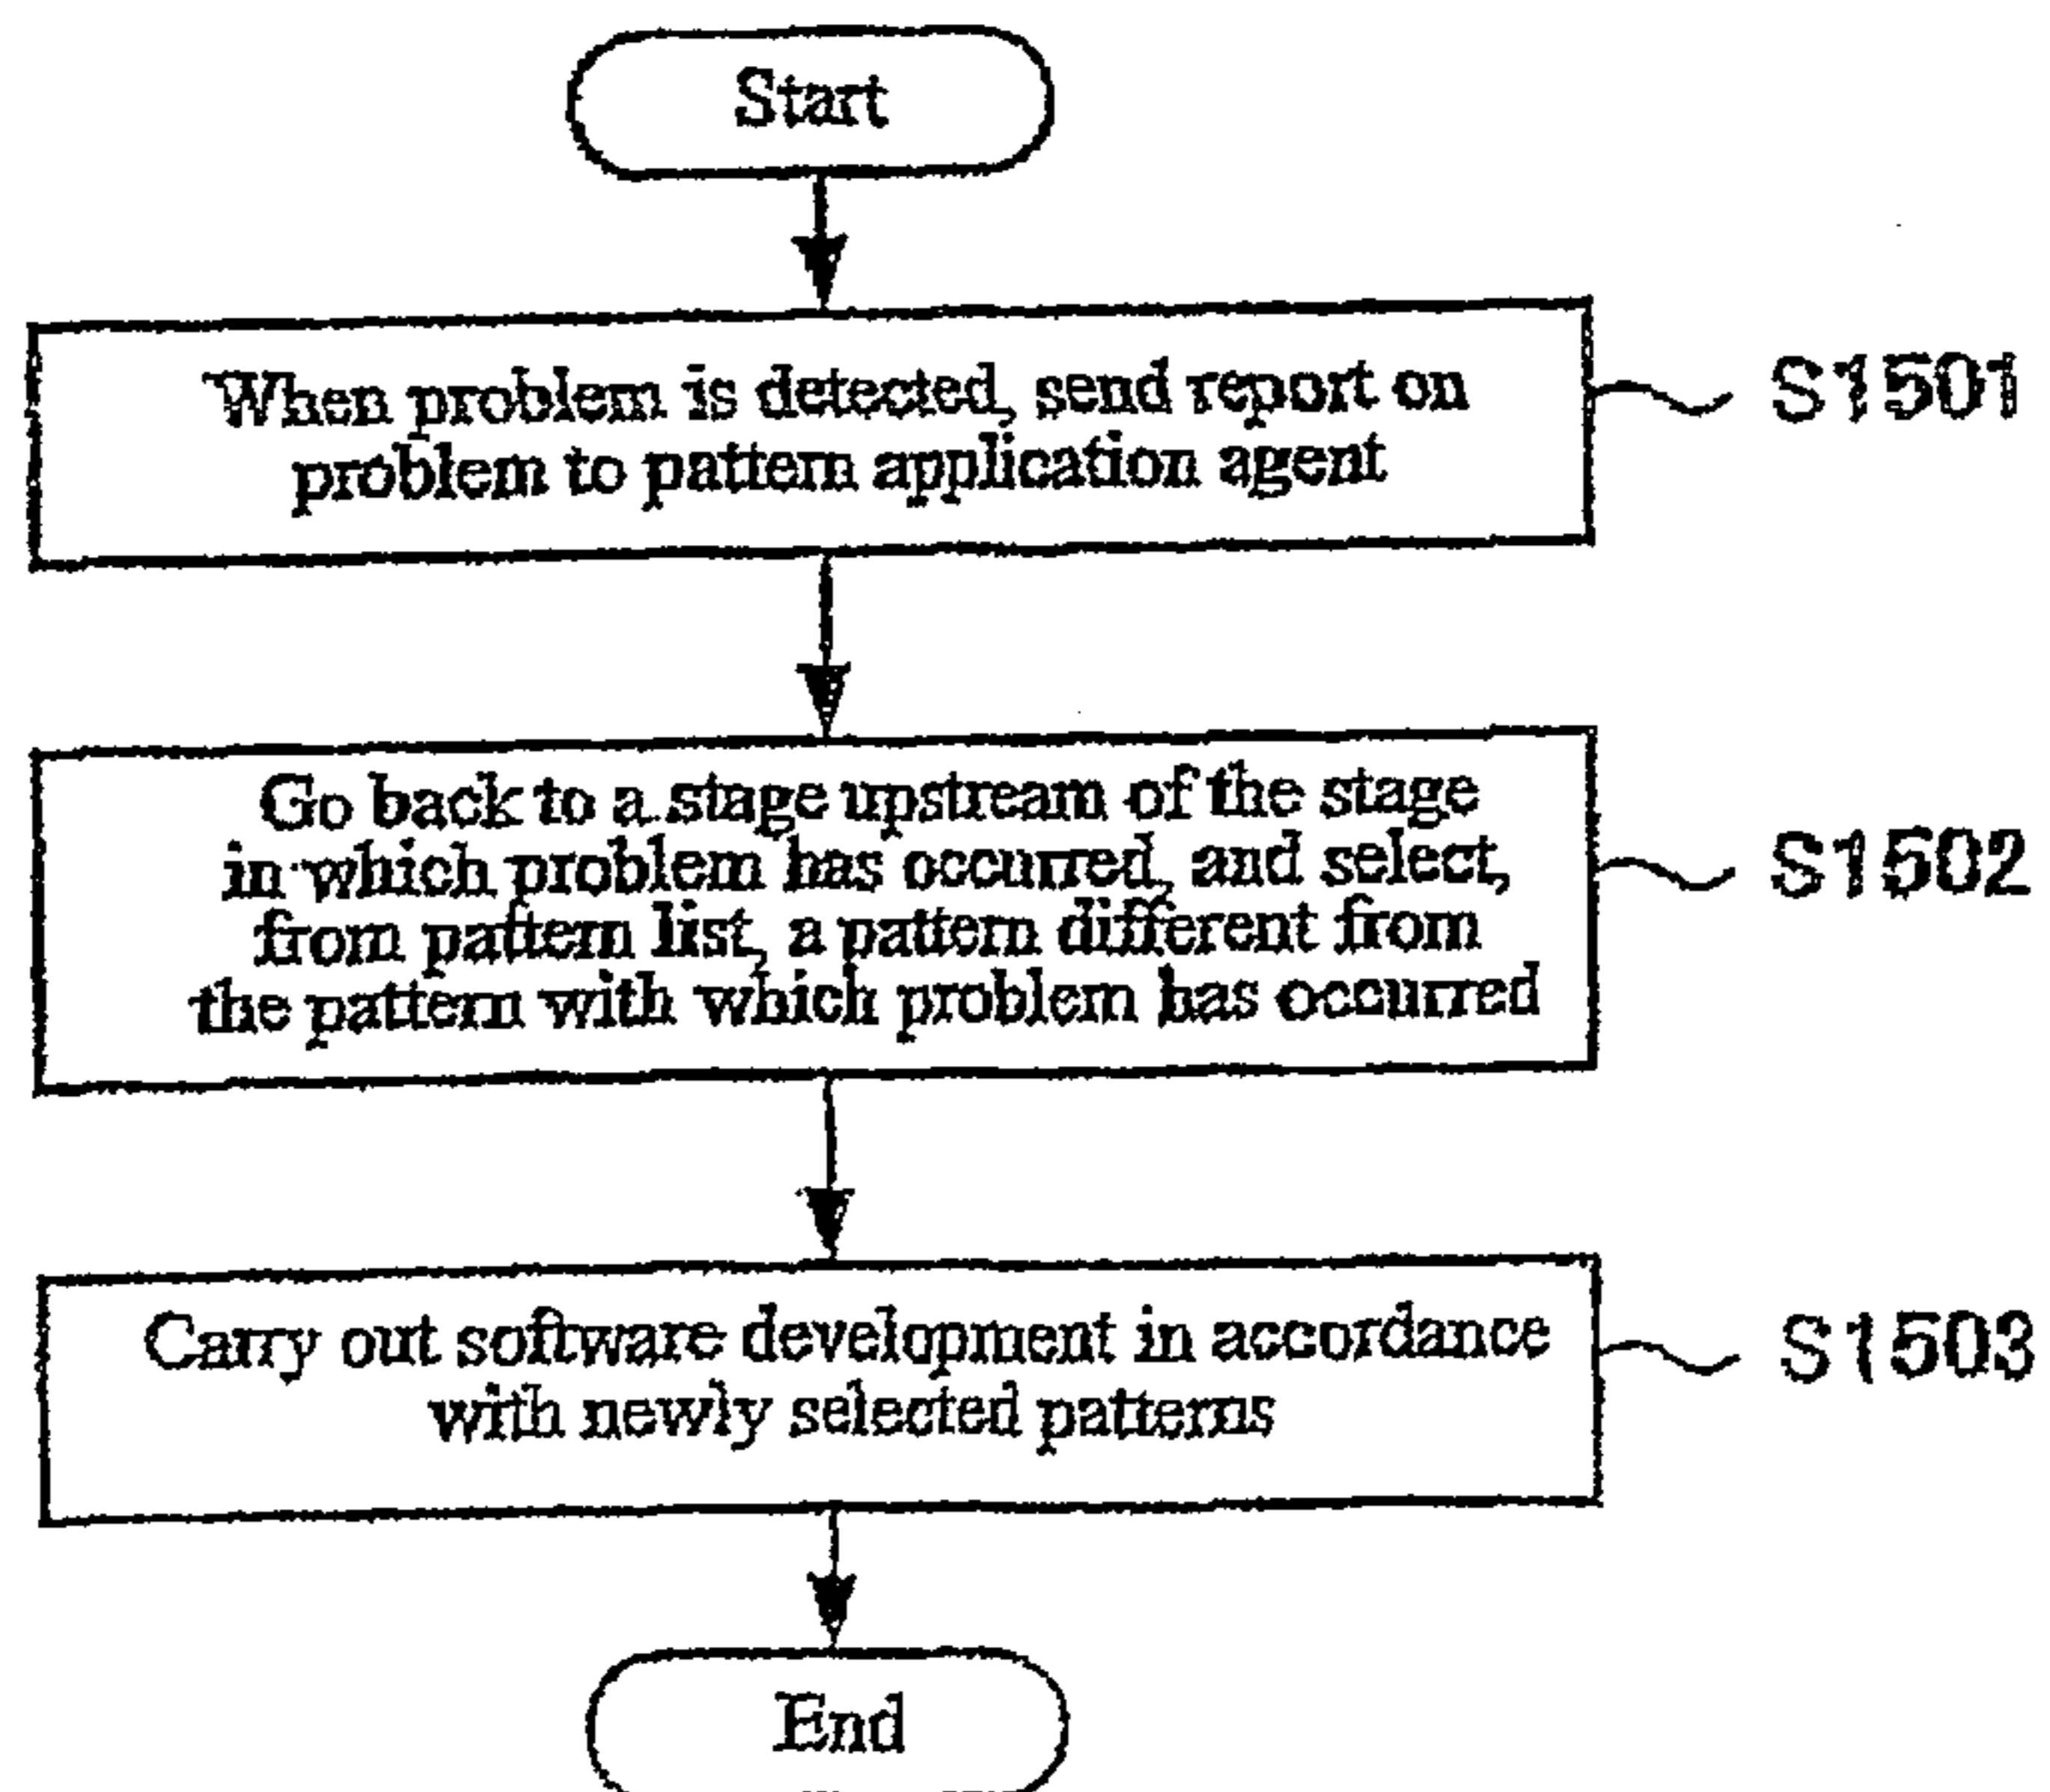 Start
When problem is detected, send report on
problem to pattern application agent
S1501
Go back to a stage upstream of the stage
in which problem has occurred, and select,
from pattern list, a pattern different from
the pattern with which problem has occurred
S1502
Carry out software development in accordance
with newly selected patterns
S1503
End